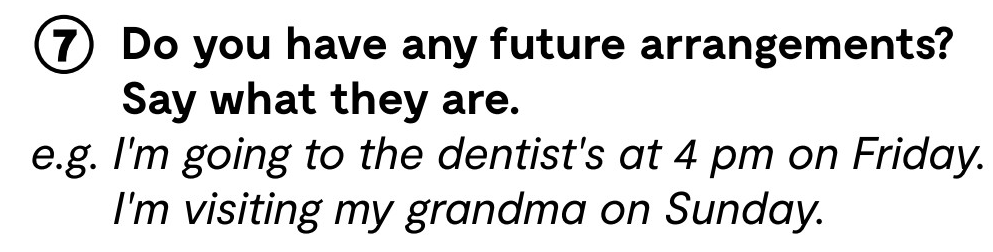 7 Do you have any future arrangements?
Say what they are.
e.g. I'm going to the dentist's at 4 pm on Friday.
I'm visiting my grandma on Sunday.